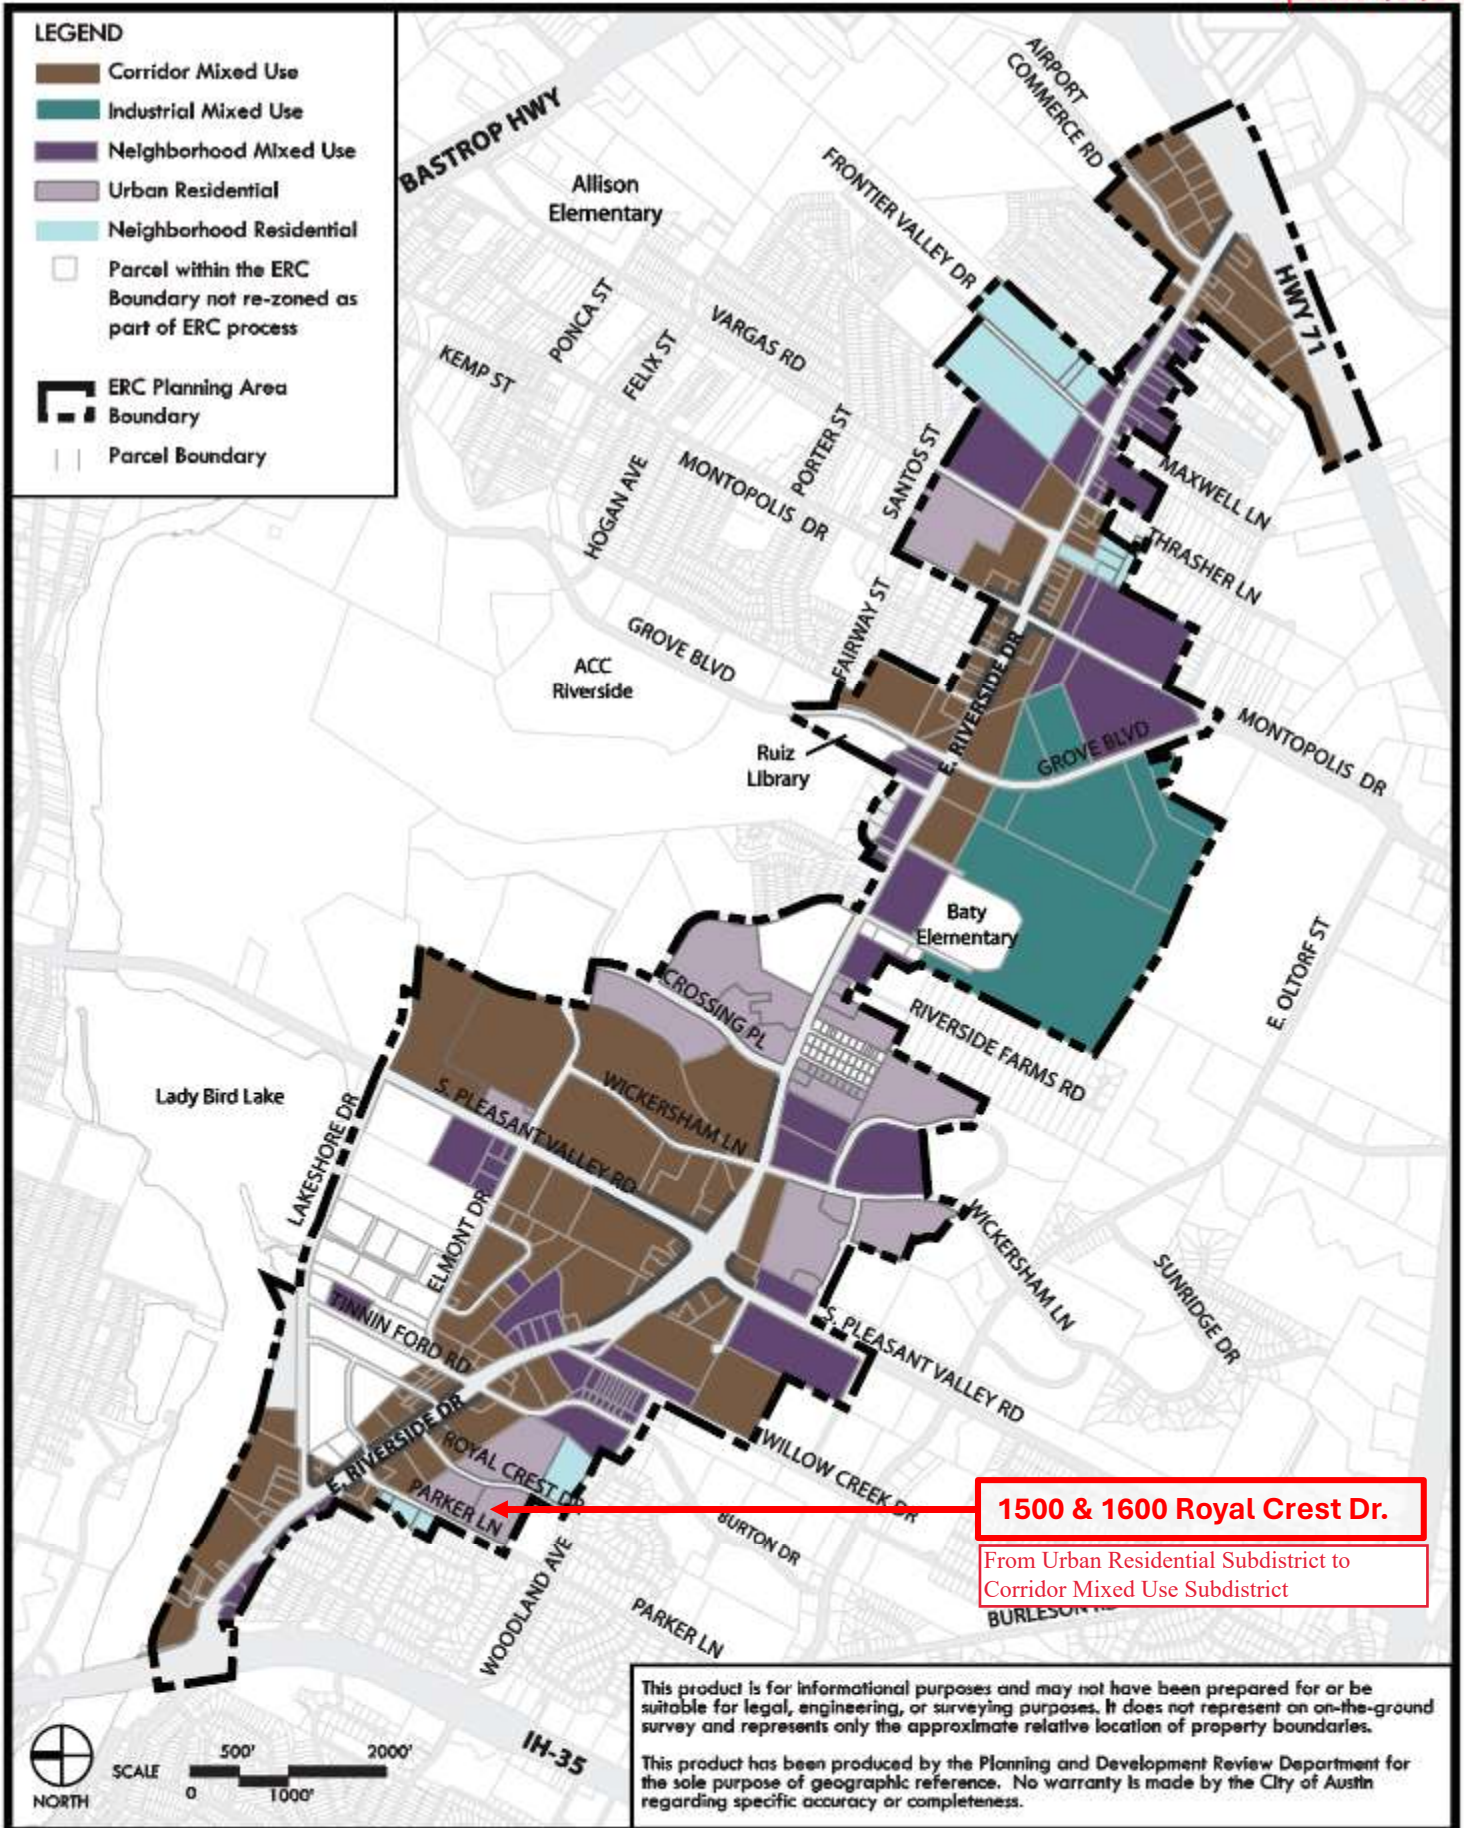 LEGEND
Corridor Mixed Use
Industrial Mixed Use
Neighborhood Mixed Use
Urban Residential
Neighborhood Residential
Parcel within the ERC
Boundary not re-zoned as
part of ERC process
ERC Planning Area
Boundary
Parcel Boundary
BASTROP HWY
AIRPORT
COMMERCE RD
Allison
Elementary
FRONTIER VALLEY DR
HWY 71
PONCA ST
VARGAS RD
KEMP ST
FELIX ST
PORTER ST
SANTOS ST
MONTOPOLIS DR
HOGAN AVE
MAXWELL LN
THRASHER LN
FAIRWAY ST
GROVE BLVD
ACC
Riverside
E. RIVERSIDE DR
Ruiz
Library
GROVE BLVD
MONTOPOLIS DR
Baty
Elementary
E. OLTORF ST
CROSSING PL
RIVERSIDE FARMS RD
Lady Bird Lake
LAKESHORE DR
S. PLEASANT VALLEY RD
WICKERSHAM LN
ELMONT DR
WICKERSHAM LN
SUNRIDGE DR
TINNIN FORD RD
S. PLEASANT VALLEY RD
E. RIVERSIDE DR
ROYAL CREST DR
PARKER LN
WILLOW CREEK DR
1500 & 1600 Royal Crest Dr.
From Urban Residential Subdistrict to
Corridor Mixed Use Subdistrict
BURTON DR
WOODLAND AVE
PARKER LN
BURLESON
IH-35
NORTH
SCALE
500'
2000'
0
1000'
This product is for informational purposes and may not have been prepared for or be
suitable for legal, engineering, or surveying purposes. It does not represent an on-the-ground
survey and represents only the approximate relative location of property boundaries.
This product has been produced by the Planning and Development Review Department for
the sole purpose of geographic reference. No warranty is made by the City of Austin
regarding specific accuracy or completeness.